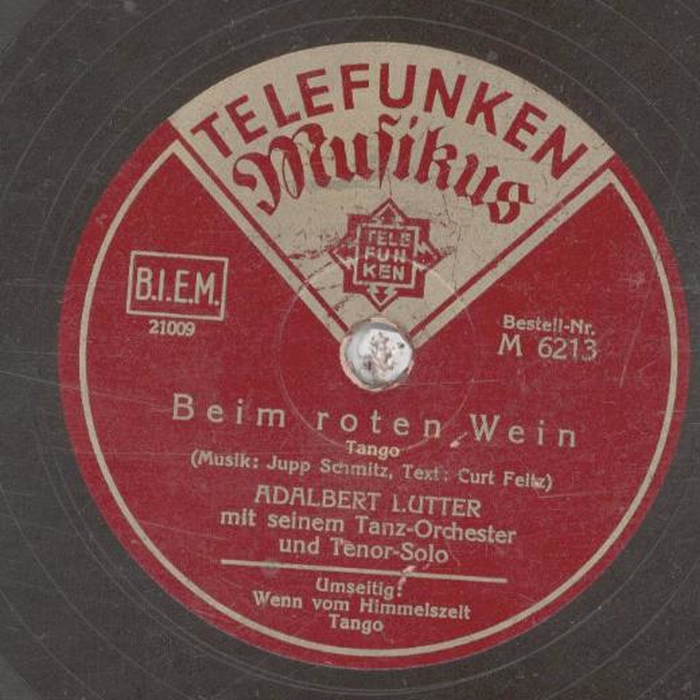 TELEFUNKEN
Musikus
TELE
FUN
KEN
B.I.E.M.
21009
Bestell-Nr.
M 6213
Beim roten Wein
Tango
(Musik: Jupp Schmitz, Text: Curt Feltz)
ADALBERT LUTTER
mit seinem Tanz-Orchester
und Tenor-Solo
Umseitig:
Wenn vom Himmelszelt
Tango